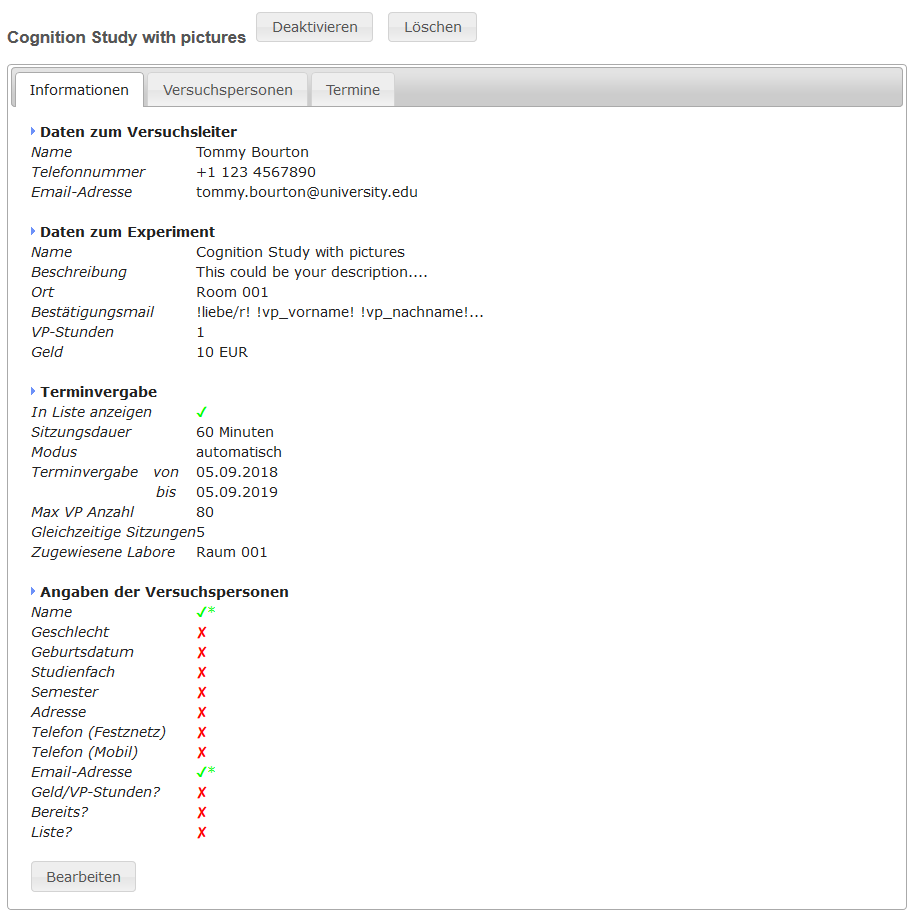 Cognition Study with pictures Deaktivieren Löschen
Informationen Versuchspersonen Termine
Daten zum Versuchsleiter
Name Tommy Bourton
Telefonnummer +1 123 4567890
Email-Adresse tommy.bourton@university.edu
Daten zum Experiment
Name Cognition Study with pictures
Beschreibung This could be your description....
Ort Room 001
Bestätigungsmail !liebe/r! !vp_vorname! !vp_nachname!...
VP-Stunden 1
Geld 10 EUR
Terminvergabe
In Liste anzeigen ✓
Sitzungsdauer 60 Minuten
Modus automatisch
Terminvergabe von 05.09.2018
bis 05.09.2019
Max VP Anzahl 80
Gleichzeitige Sitzungen 5
Zugewiesene Labore Raum 001
Angaben der Versuchspersonen
Name ✓*
Geschlecht ✗
Geburtsdatum ✗
Studienfach ✗
Semester ✗
Adresse ✗
Telefon (Festznetz) ✗
Telefon (Mobil) ✗
Email-Adresse ✓*
Geld/VP-Stunden? ✗
Bereits? ✗
Liste? ✗
Bearbeiten